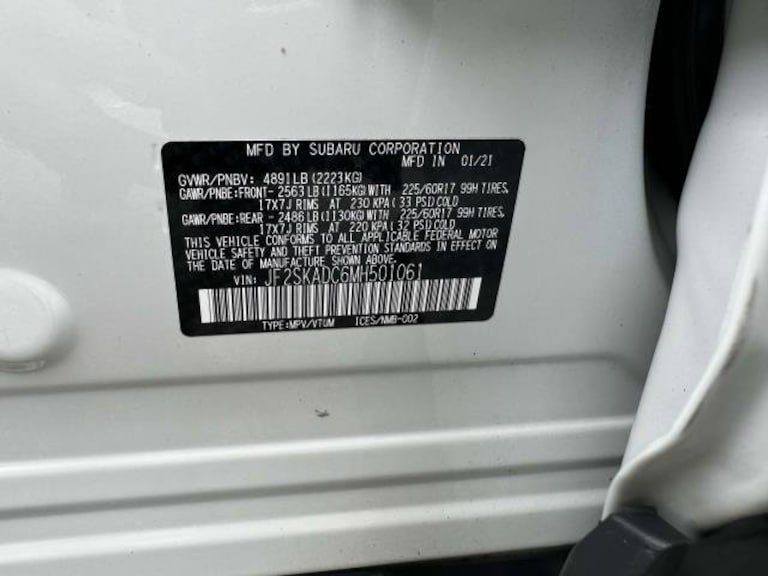 MFD BY SUBARU CORPORATION
MFD IN 01/21
GVWR/PNBV: 4891LB(2223KG)
GAWR/PNBE:FRONT- 2563LB(1165KG)WITH 225/60R17 99H TIRES,
17X7J RIMS AT 230 KPA(33 PSI)COLD
GAWR/PNBE:REAR - 2486LB(1130KG)WITH 225/60R17 99H TIRES,
17X7J RIMS AT 220 KPA(32 PSI)COLD
THIS VEHICLE CONFORMS TO ALL APPLICABLE FEDERAL MOTOR
VEHICLE SAFETY AND THEFT PREVENTION STANDARDS IN EFFECT ON
THE DATE OF MANUFACTURE SHOWN ABOVE.
VIN: JF2SKADC6MH501061
TYPE:MPV/VTUM ICES/NMB-002